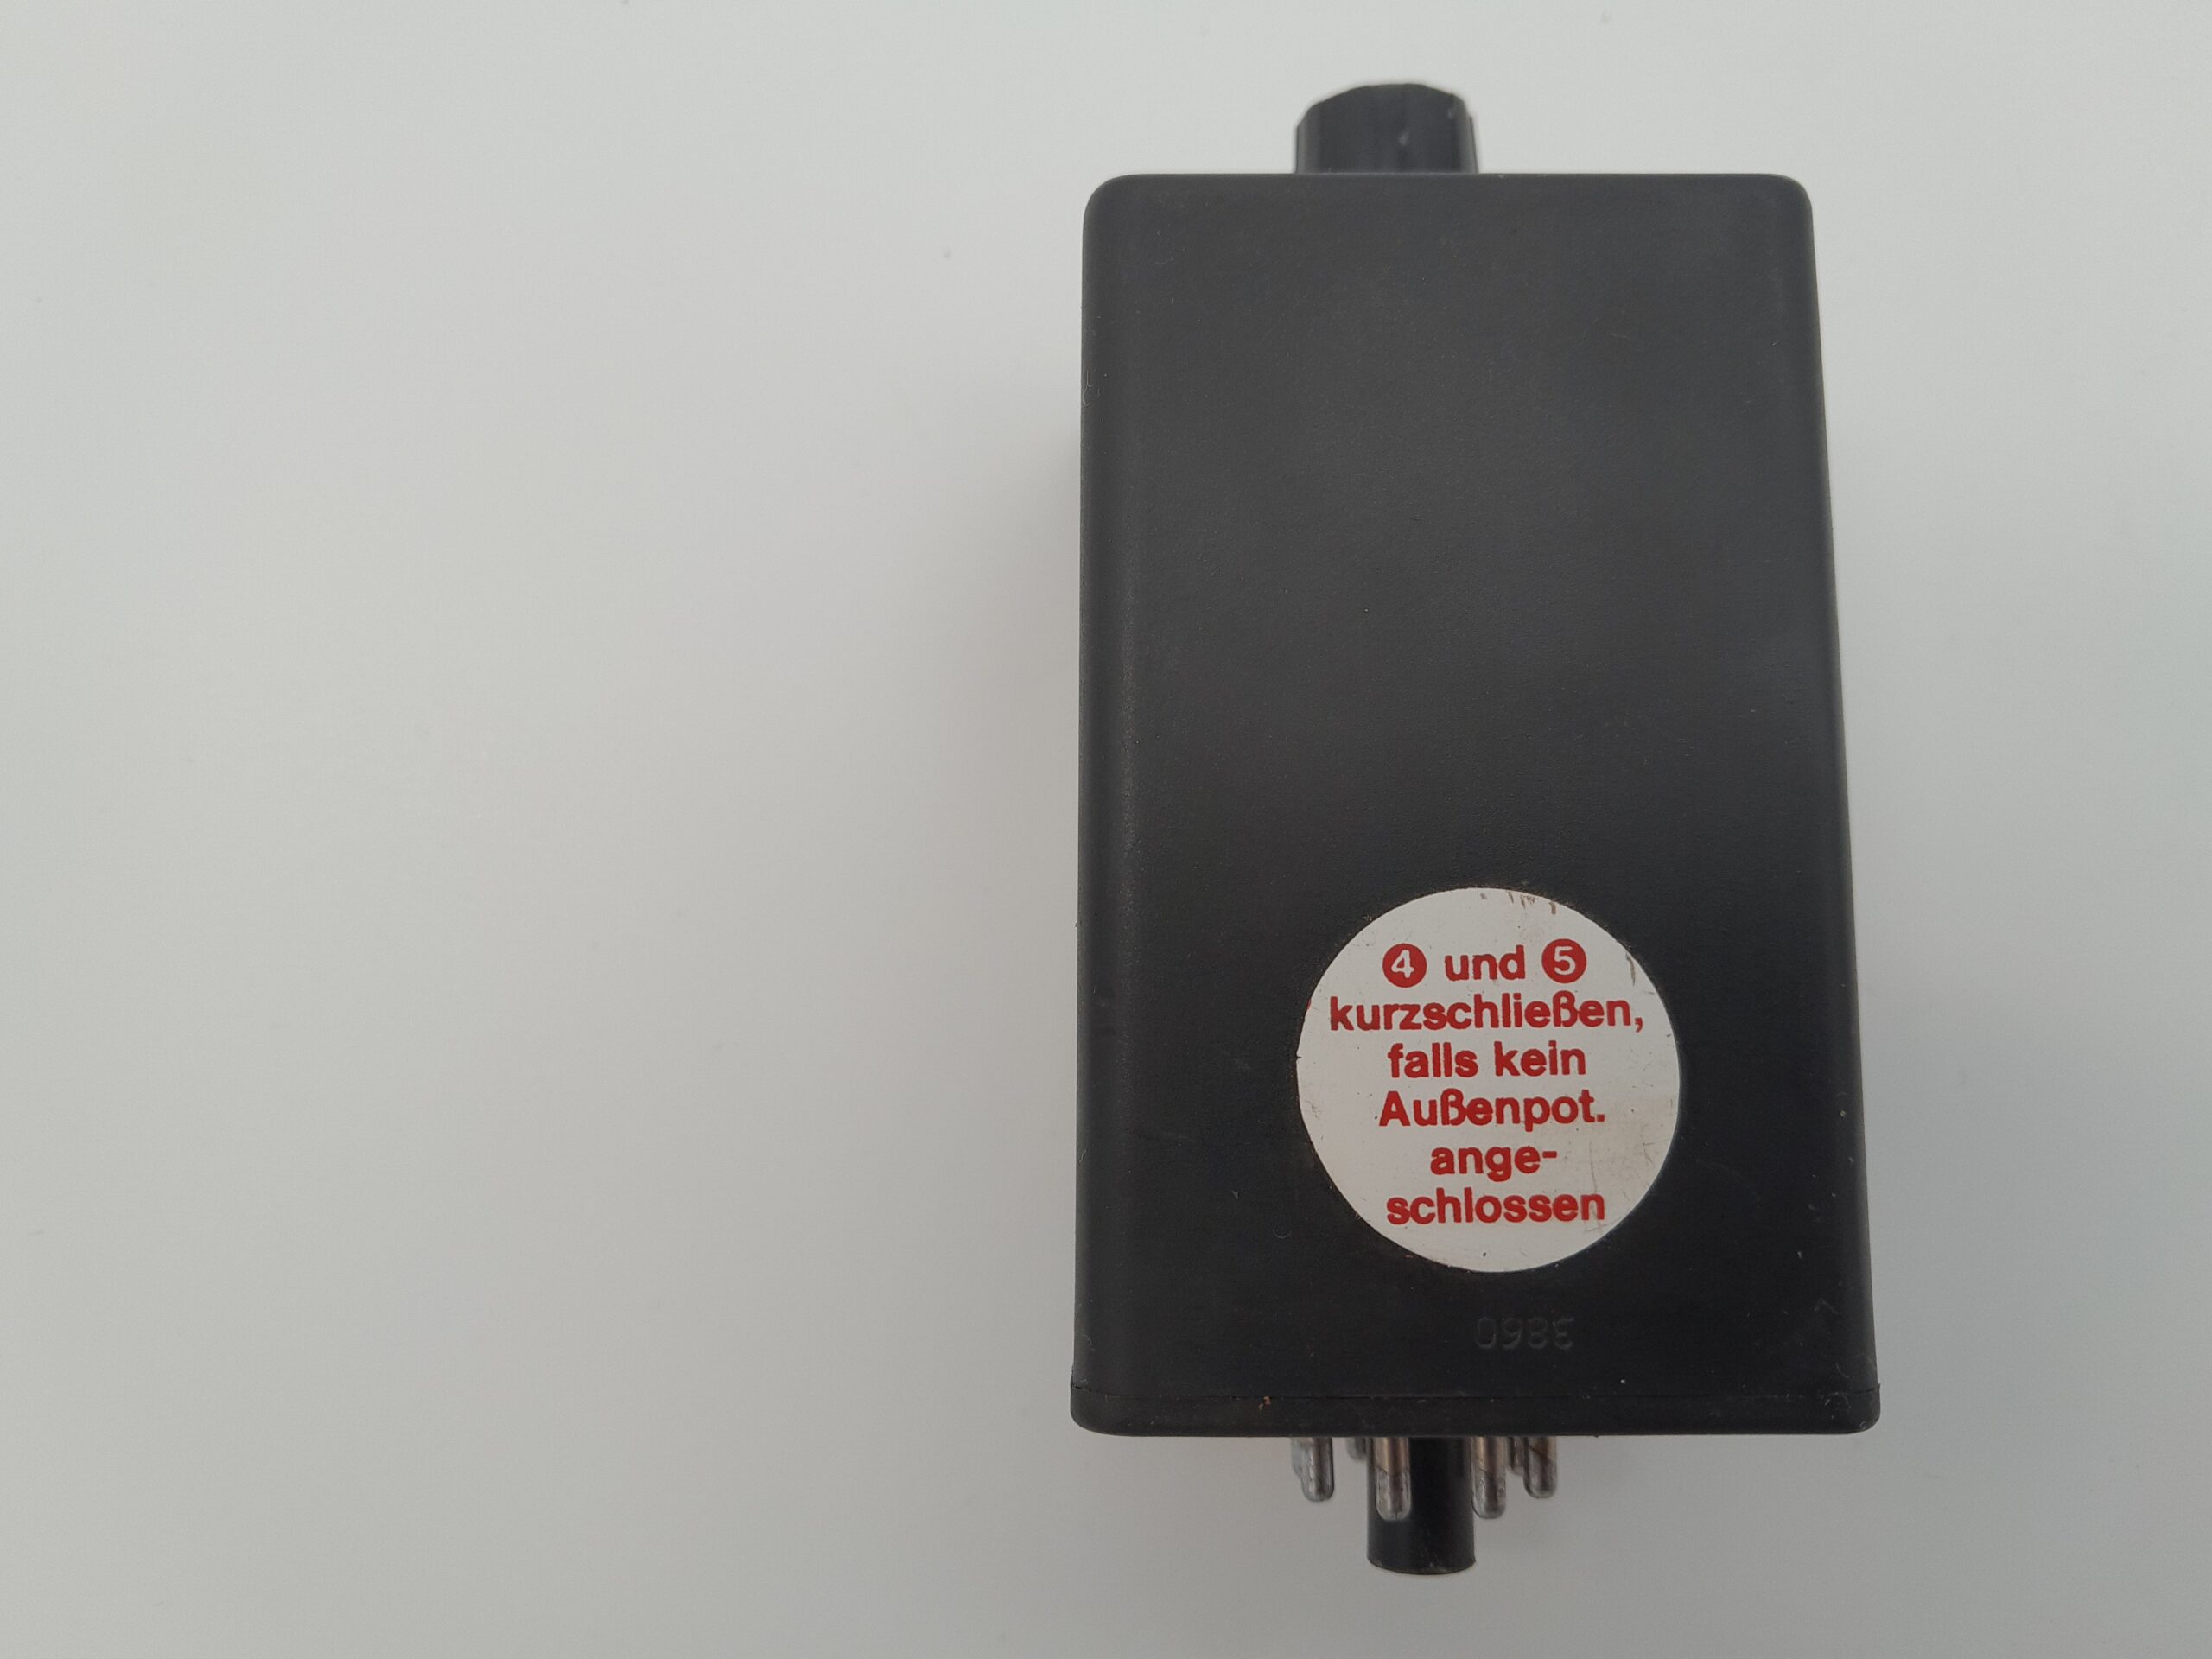 ❹ und ❺
kurzschließen,
falls kein
Außenpot.
ange-
schlossen
3860